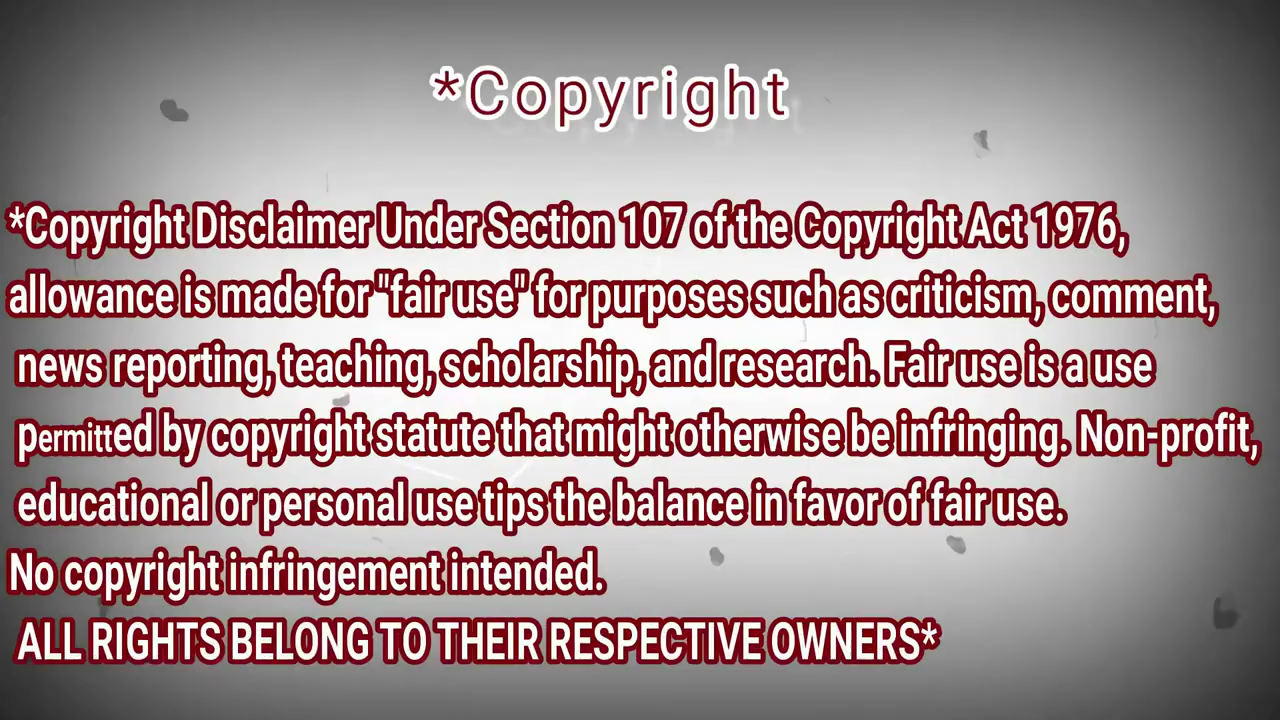 *Copyright
*Copyright Disclaimer Under Section 107 of the Copyright Act 1976,
allowance is made for "fair use" for purposes such as criticism, comment,
news reporting, teaching, scholarship, and research. Fair use is a use
permitted by copyright statute that might otherwise be infringing. Non-profit,
educational or personal use tips the balance in favor of fair use.
No copyright infringement intended.
ALL RIGHTS BELONG TO THEIR RESPECTIVE OWNERS*